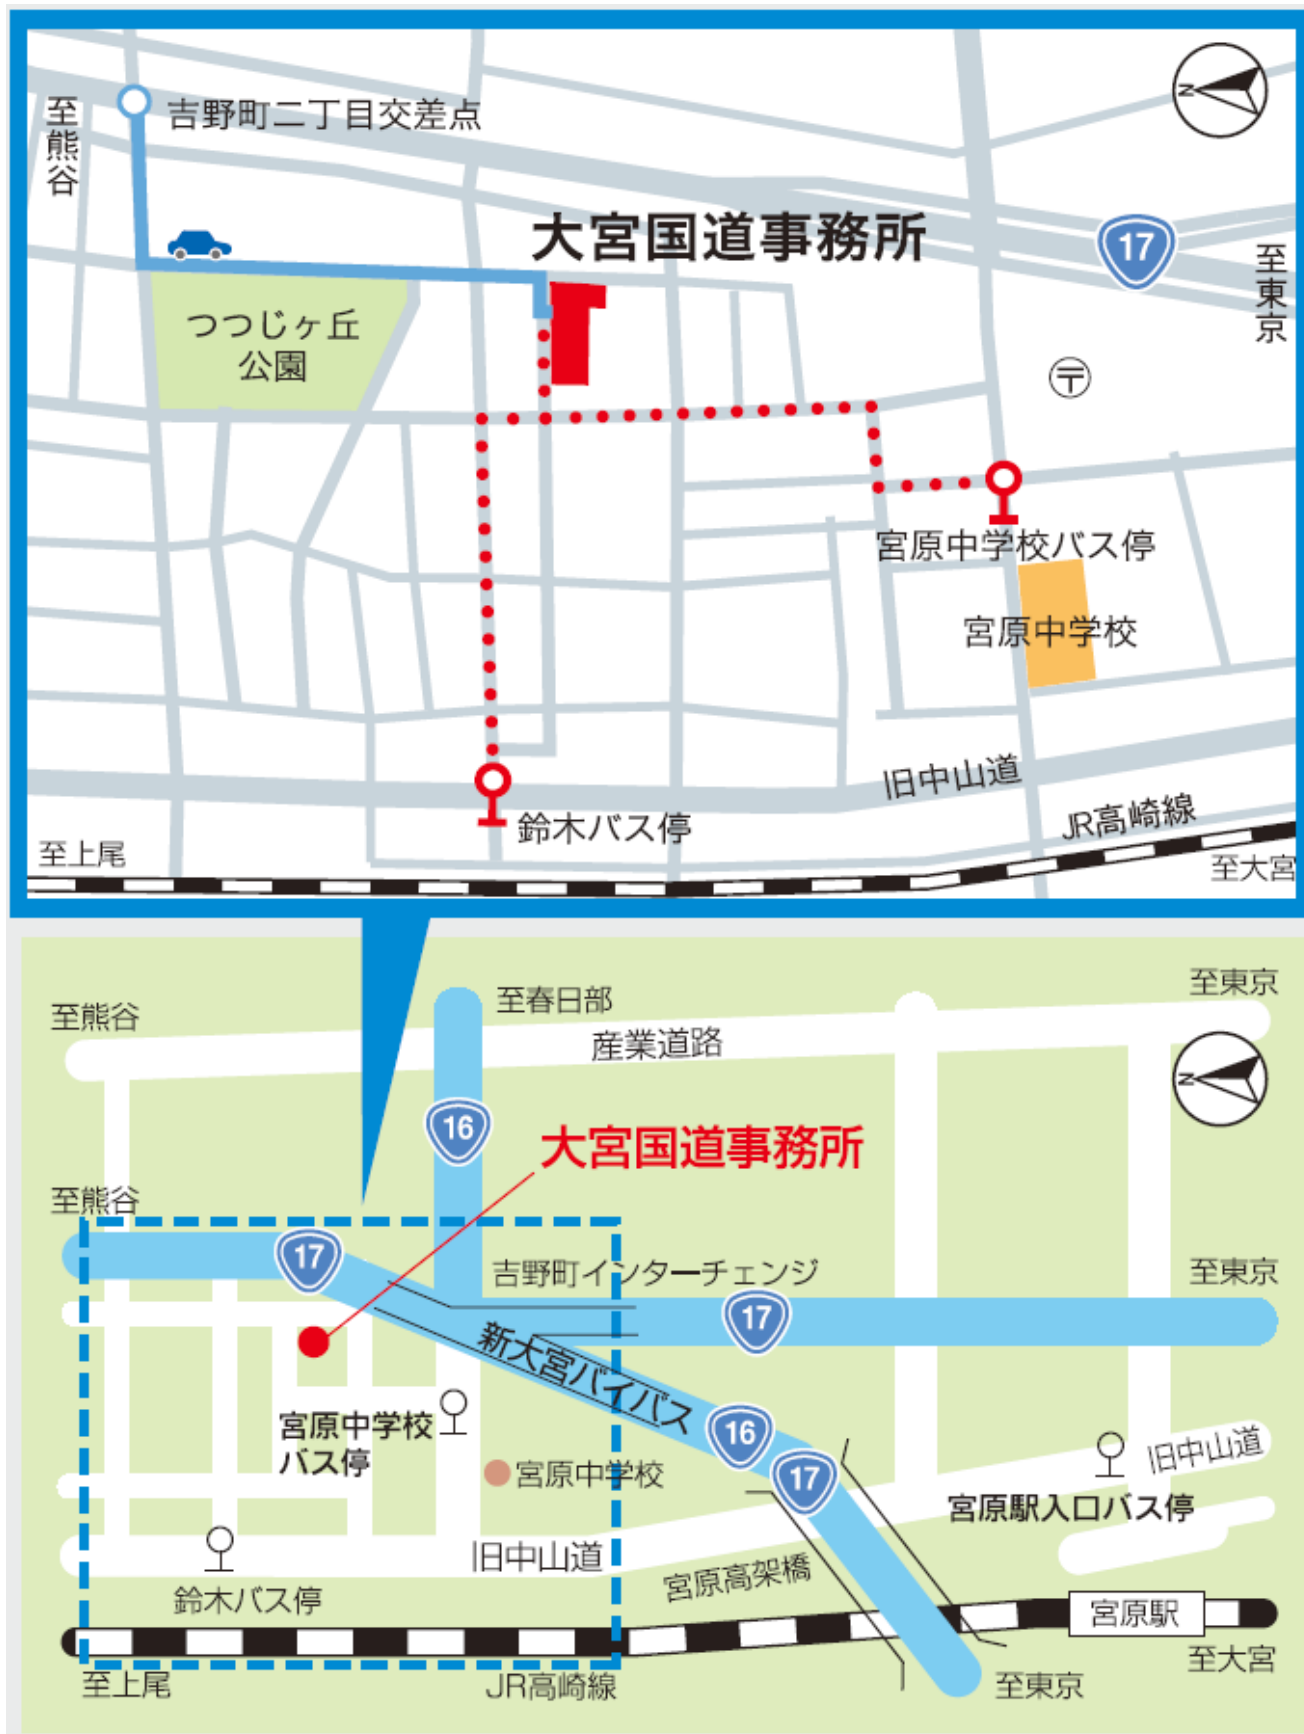 至熊谷
吉野町二丁目交差点
N
大宮国道事務所
17
至東京
つつじヶ丘
公園
〒
宮原中学校バス停
宮原中学校
旧中山道
JR高崎線
鈴木バス停
至上尾
至大宮
至熊谷
至春日部
産業道路
至東京
N
16
大宮国道事務所
至熊谷
17
吉野町インターチェンジ
至東京
17
新大宮バイパス
宮原中学校
バス停
16
宮原中学校
17
旧中山道
宮原駅入口バス停
鈴木バス停
旧中山道
宮原高架橋
宮原駅
至上尾
JR高崎線
至東京
至大宮